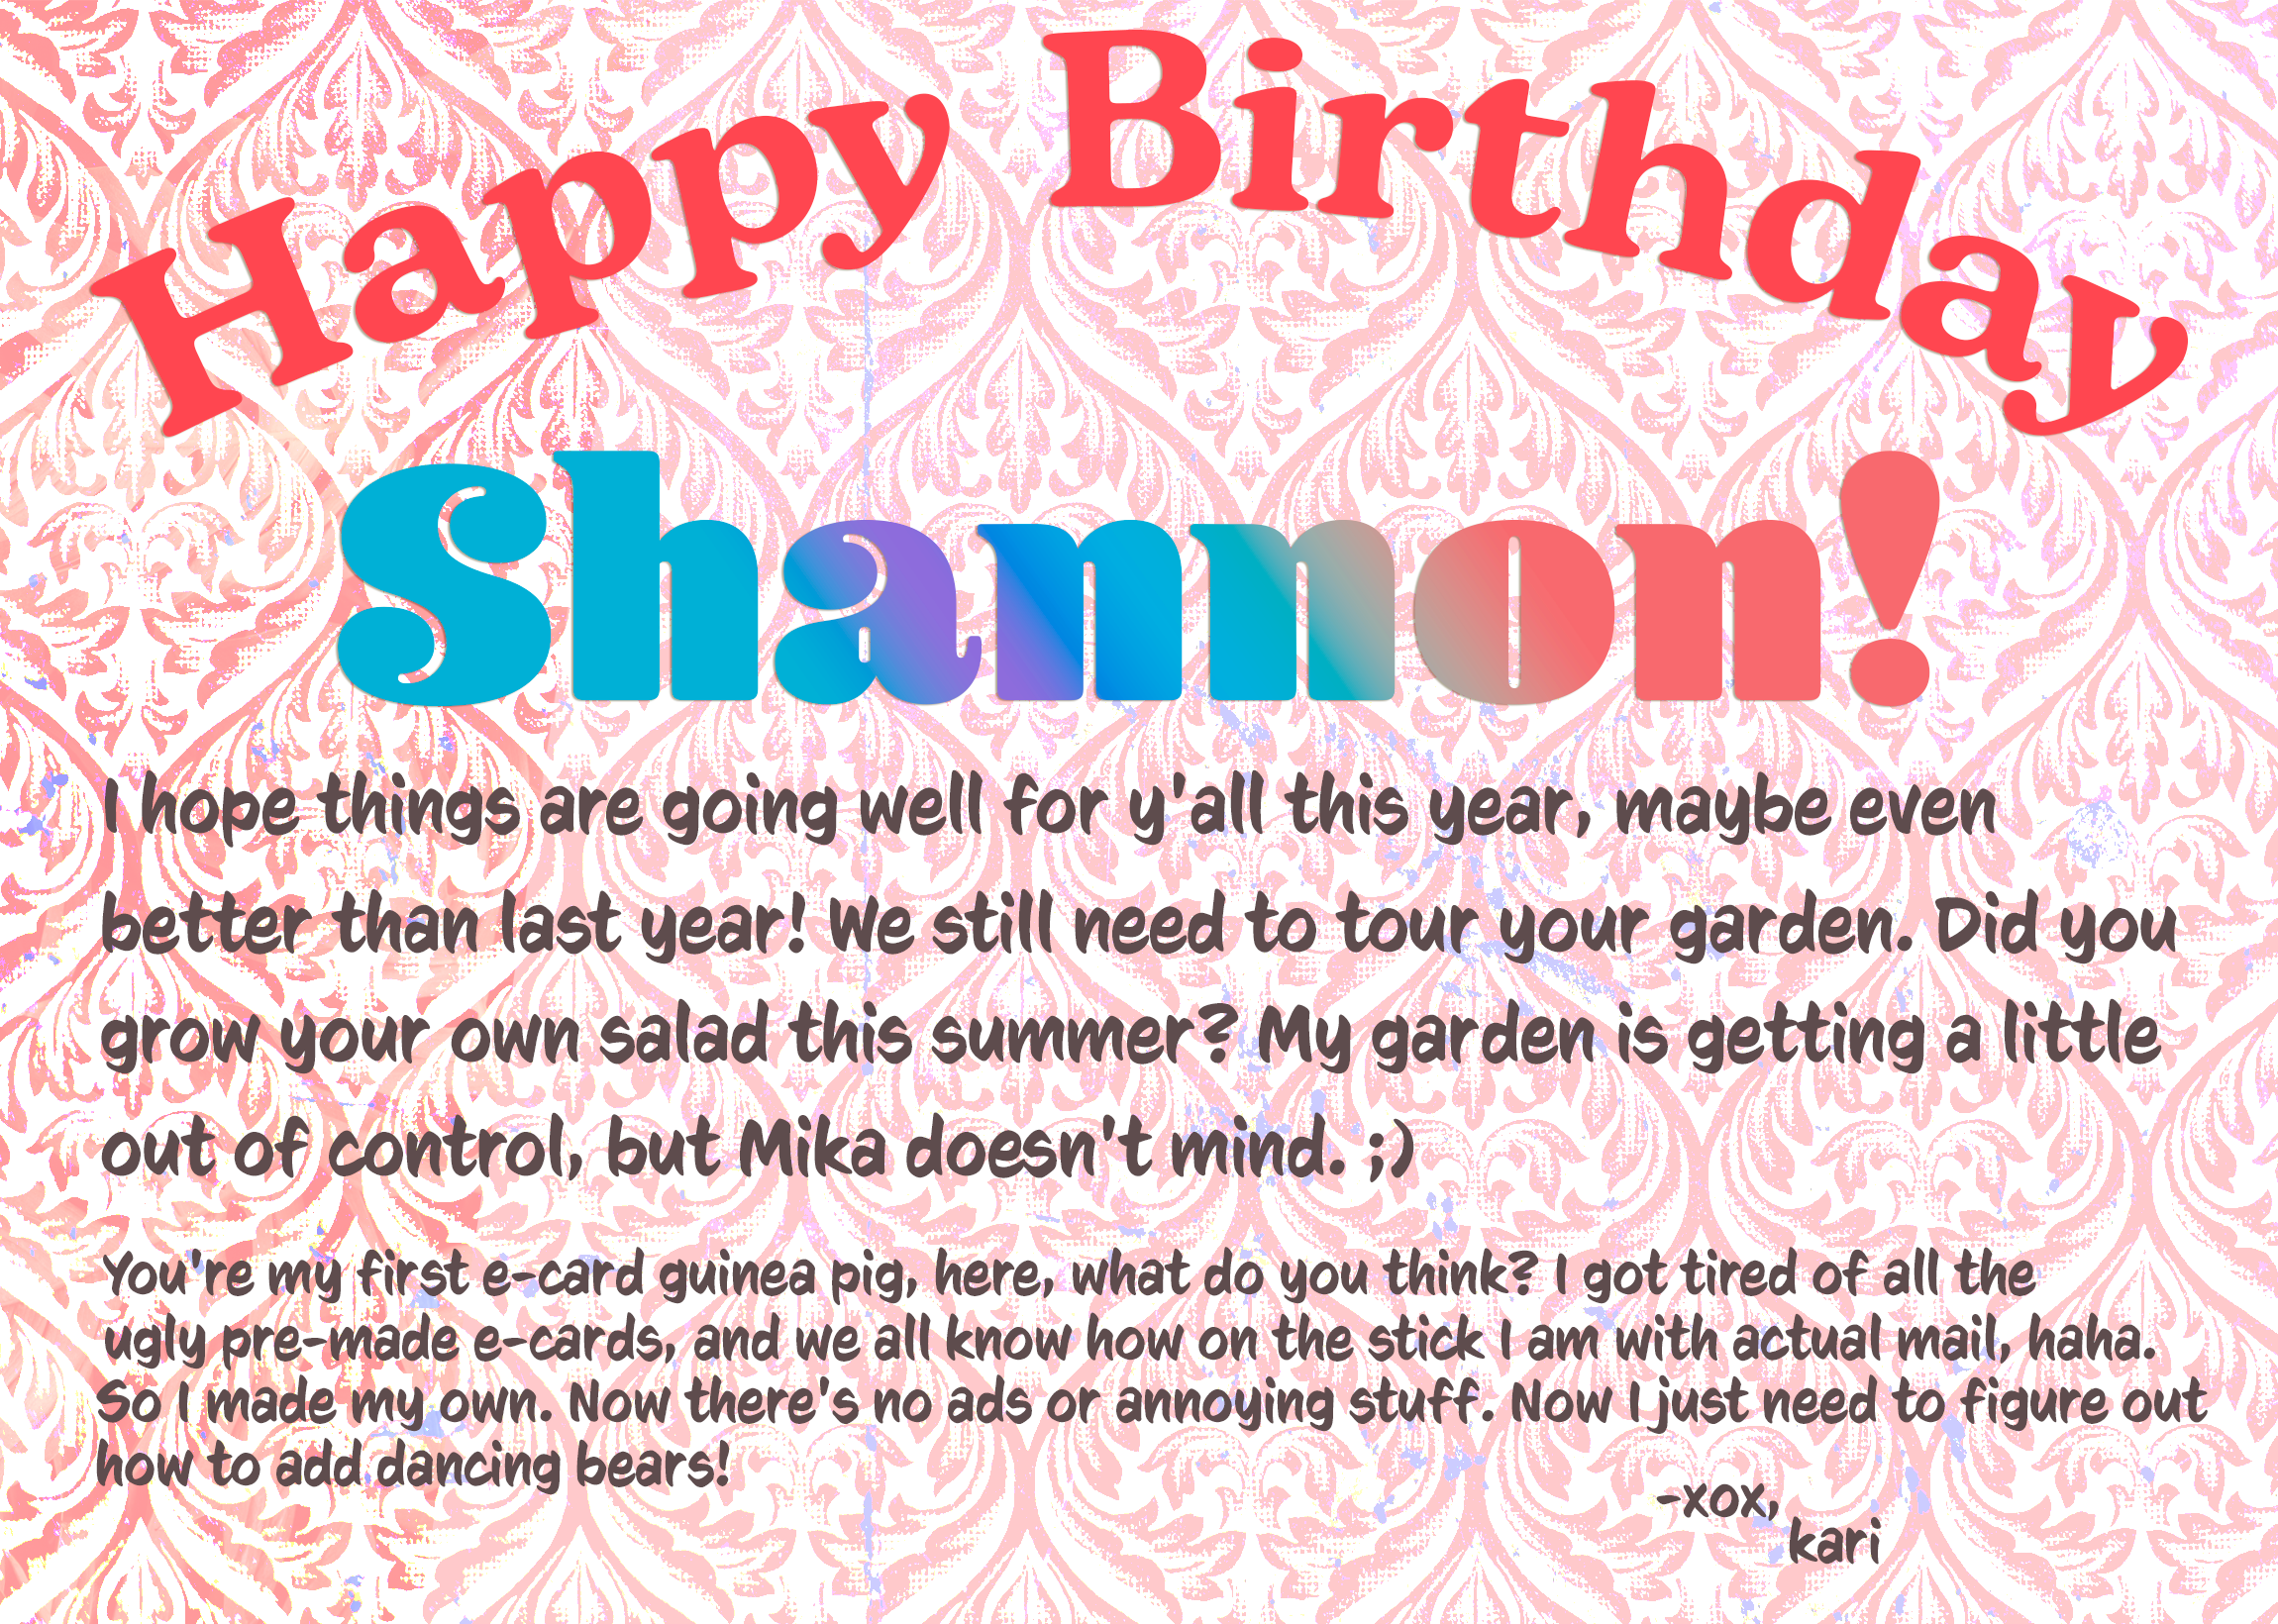 Happy Birthday
Shannon!
I hope things are going well for y'all this year, maybe even
better than last year! We still need to tour your garden. Did you
grow your own salad this summer? My garden is getting a little
out of control, but Mika doesn't mind. ;)
You're my first e-card guinea pig, here, what do you think? I got tired of all the
ugly pre-made e-cards, and we all know how on the stick I am with actual mail, haha.
So I made my own. Now there's no ads or annoying stuff. Now I just need to figure out
how to add dancing bears!
-xox,
kari